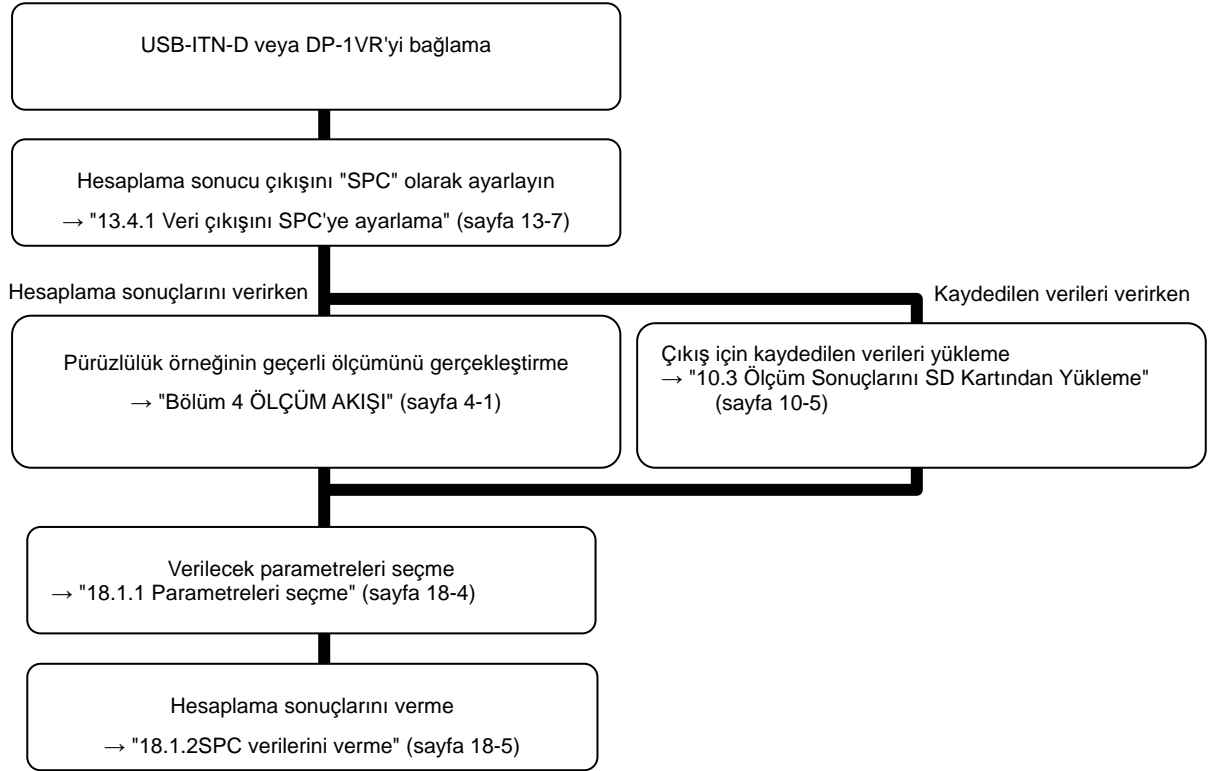 USB-ITN-D veya DP-1VR'yi bağlama
Hesaplama sonucu çıkışını "SPC" olarak ayarlayın
→ "13.4.1 Veri çıkışını SPC'ye ayarlama" (sayfa 13-7)
Hesaplama sonuçlarını verirken
Kaydedilen verileri verirken
Pürüzlülük örneğinin geçerli ölçümünü gerçekleştirme
→ "Bölüm 4 ÖLÇÜM AKIŞI" (sayfa 4-1)
Çıkış için kaydedilen verileri yükleme
→ "10.3 Ölçüm Sonuçlarını SD Kartından Yükleme"
(sayfa 10-5)
Verilecek parametreleri seçme
→ "18.1.1 Parametreleri seçme" (sayfa 18-4)
Hesaplama sonuçlarını verme
→ "18.1.2SPC verilerini verme" (sayfa 18-5)